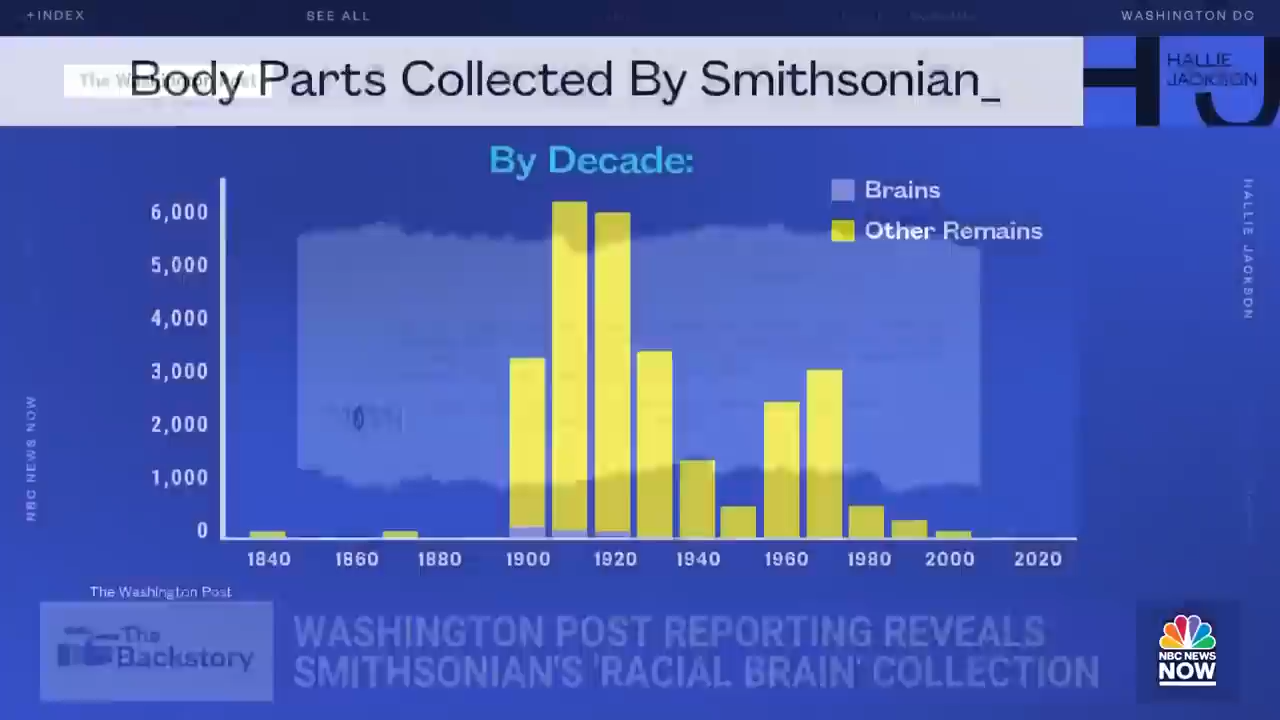 +INDEX
SEE ALL
WASHINGTON DC
Body Parts Collected By Smithsonian_
HALLIE
JACKSON
By Decade:
Brains
Other Remains
6,000
5,000
4,000
3,000
2,000
1,000
0
1840 1860 1880 1900 1920 1940 1960 1980 2000 2020
NBC NEWS NOW
HALLIE JACKSON
The Washington Post
The
Backstory
WASHINGTON POST REPORTING REVEALS
SMITHSONIAN'S 'RACIAL BRAIN' COLLECTION
NBC NEWS
NOW